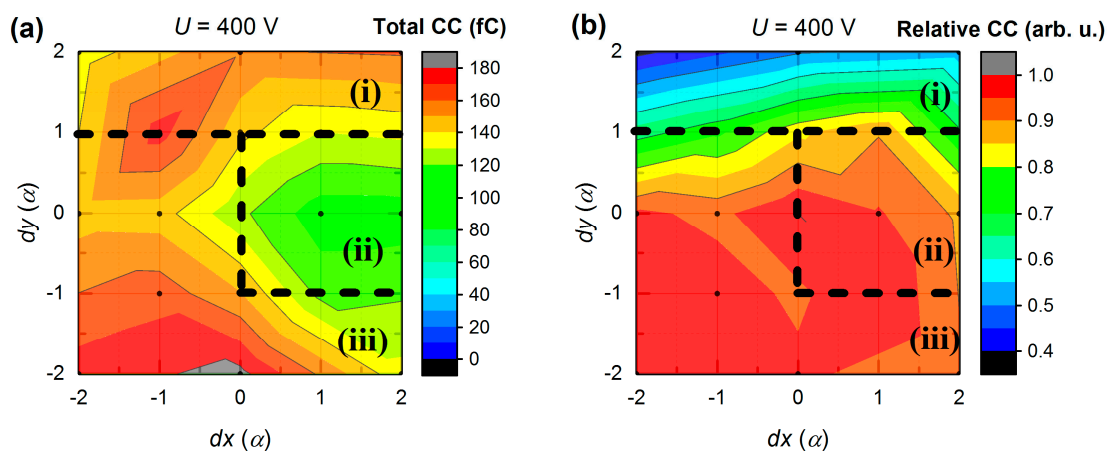 (a)
U = 400 V
Total CC (fC)
2
1
0
-1
-2
dy (α)
-2
-1
0
1
2
dx (α)
(i)
(ii)
(iii)
180
160
140
120
100
80
60
40
20
0
(b)
U = 400 V
Relative CC (arb. u.)
2
1
0
-1
-2
dy (α)
-2
-1
0
1
2
dx (α)
(i)
(ii)
(iii)
1.0
0.9
0.8
0.7
0.6
0.5
0.4